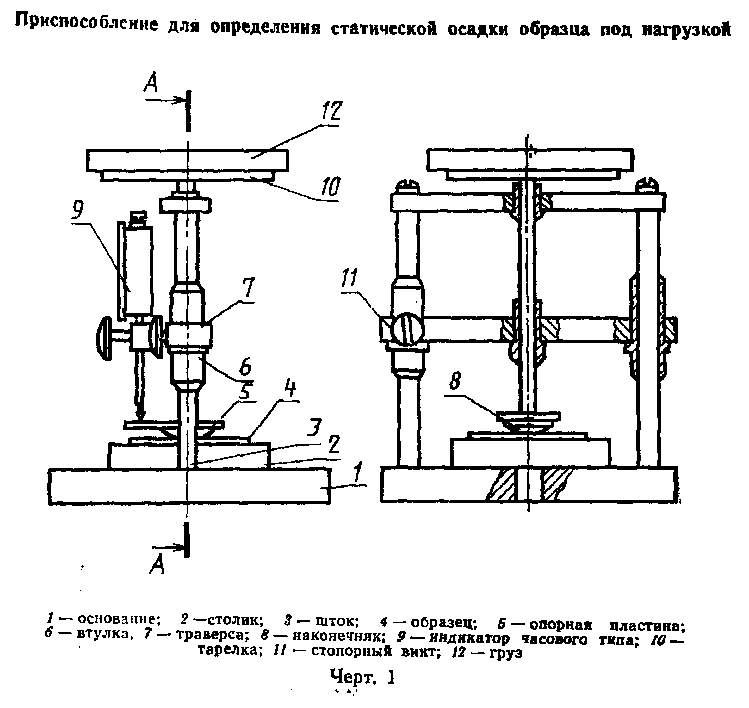 Приспособление для определения статической осадки образца под нагрузкой
А
12
10
9
7
11
6
5
4
8
3
2
1
А
1 — основание; 2 —столик; 3 — шток; 4 — образец; 5 — опорная пластина;
6 — втулка, 7 — траверса; 8 — наконечник; 9 — индикатор часового типа; 10 —
тарелка; 11 — стопорный винт; 12 — груз
Черт. 1